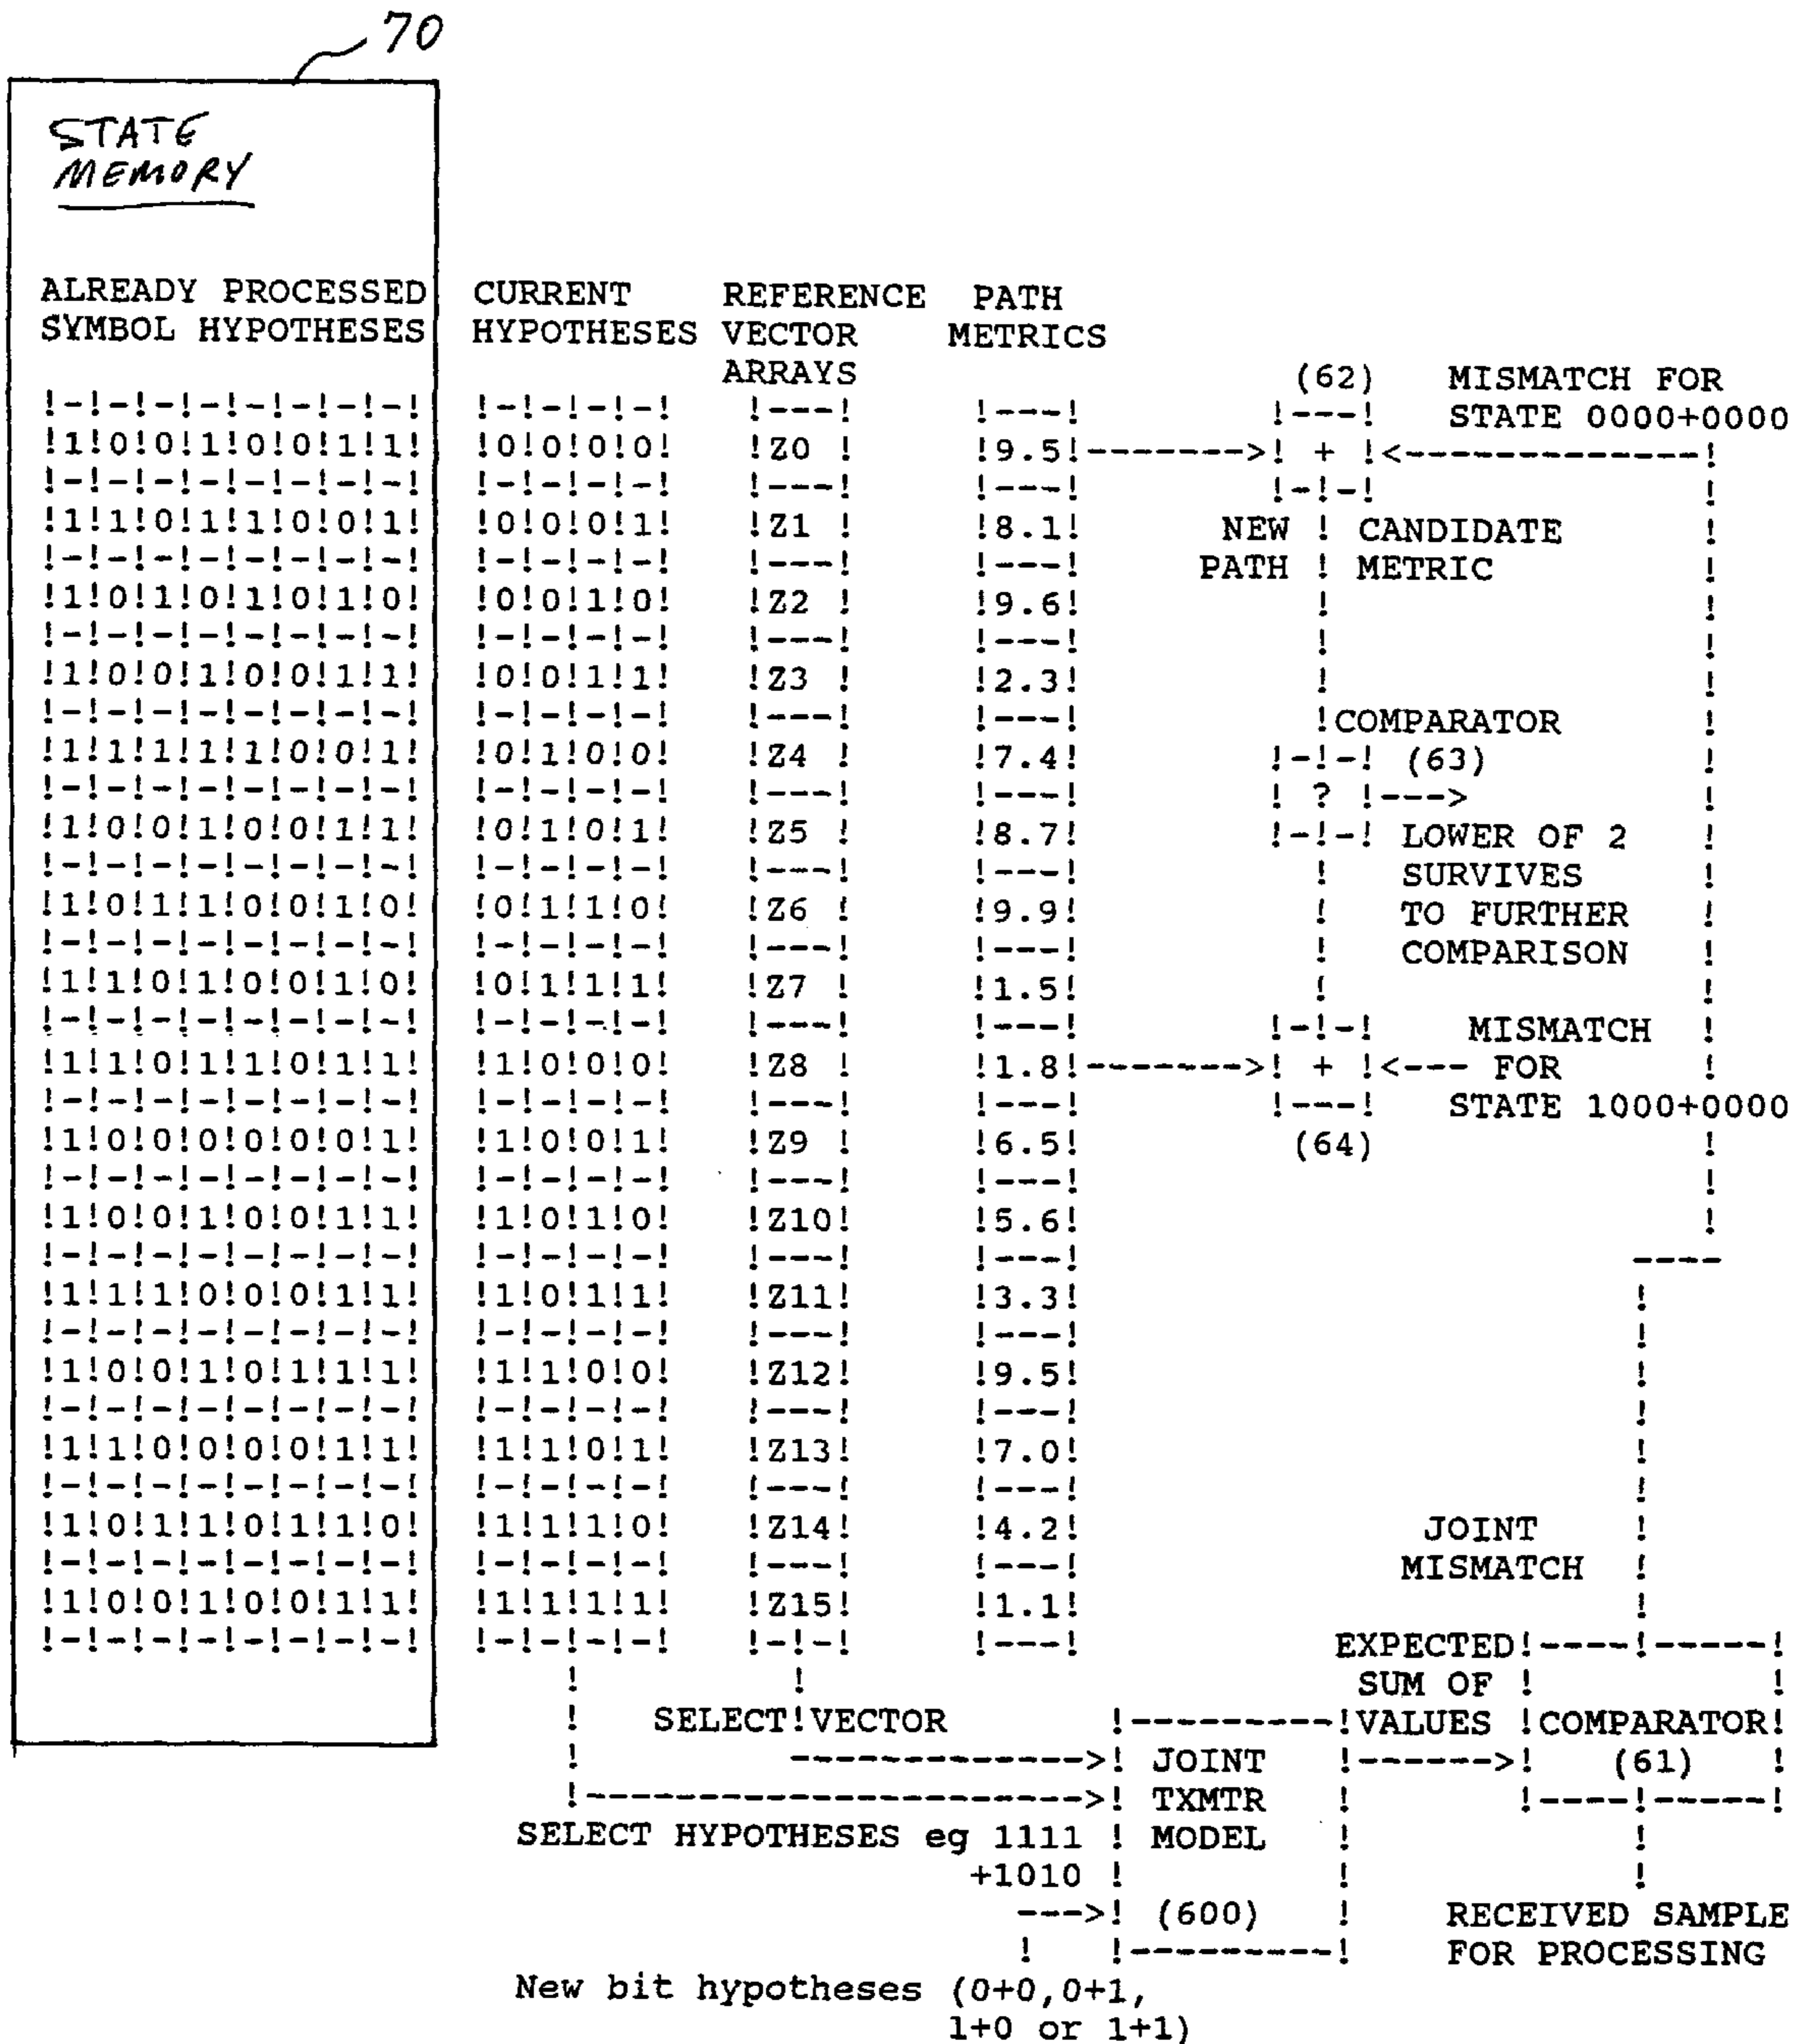 70
STATE
MEMORY
ALREADY PROCESSED CURRENT REFERENCE PATH
SYMBOL HYPOTHESES HYPOTHESES VECTOR METRICS
ARRAYS (62) MISMATCH FOR
!-!-!-!-!-!-!-!-! !-!-!-!-! !---! !---! !---! STATE 0000+0000
!1!0!0!1!0!0!1!1! !0!0!0!0! !Z0 ! !9.5!------->! + !<--------------!
!-!-!-!-!-!-!-!-! !-!-!-!-! !---! !---! !-!-! !
!1!1!0!1!1!0!0!1! !0!0!0!1! !Z1 ! !8.1! NEW ! CANDIDATE !
!-!-!-!-!-!-!-!-! !-!-!-!-! !---! !---! PATH ! METRIC !
!1!0!1!0!1!0!1!0! !0!0!1!0! !Z2 ! !9.6! ! !
!-!-!-!-!-!-!-!-! !-!-!-!-! !---! !---! ! !
!1!0!0!1!0!0!1!1! !0!0!1!1! !Z3 ! !2.3! ! !
!-!-!-!-!-!-!-!-! !-!-!-!-! !---! !---! !COMPARATOR !
!1!1!1!1!1!0!0!1! !0!1!0!0! !Z4 ! !7.4! !-!-! (63) !
!-!-!-!-!-!-!-!-! !-!-!-!-! !---! !---! ! ? !---> !
!1!0!0!1!0!0!1!1! !0!1!0!1! !Z5 ! !8.7! !-!-! LOWER OF 2 !
!-!-!-!-!-!-!-!-! !-!-!-!-! !---! !---! ! SURVIVES !
!1!0!1!1!0!0!1!0! !0!1!1!0! !Z6 ! !9.9! ! TO FURTHER !
!-!-!-!-!-!-!-!-! !-!-!-!-! !---! !---! ! COMPARISON !
!1!1!0!1!0!0!1!0! !0!1!1!1! !Z7 ! !1.5! ! !
!-!-!-!-!-!-!-!-! !-!-!-!-! !---! !---! !-!-! MISMATCH !
!1!1!0!1!1!0!1!1! !1!0!0!0! !Z8 ! !1.8!------->! + !<--- FOR !
!-!-!-!-!-!-!-!-! !-!-!-!-! !---! !---! !---! STATE 1000+0000
!1!0!0!0!0!0!0!1! !1!0!0!1! !Z9 ! !6.5! (64) !
!-!-!-!-!-!-!-!-! !-!-!-!-! !---! !---! !
!1!0!0!1!0!0!1!1! !1!0!1!0! !Z10! !5.6! !
!-!-!-!-!-!-!-!-! !-!-!-!-! !---! !---! ----
!1!1!1!0!0!0!1!1! !1!0!1!1! !Z11! !3.3! !
!-!-!-!-!-!-!-!-! !-!-!-!-! !---! !---! !
!1!0!0!1!0!1!1!1! !1!1!0!0! !Z12! !9.5! !
!-!-!-!-!-!-!-!-! !-!-!-!-! !---! !---! !
!1!1!0!0!0!0!1!1! !1!1!0!1! !Z13! !7.0! !
!-!-!-!-!-!-!-!-! !-!-!-!-! !---! !---! !
!1!0!1!1!0!1!1!0! !1!1!1!0! !Z14! !4.2! JOINT !
!-!-!-!-!-!-!-!-! !-!-!-!-! !---! !---! MISMATCH !
!1!0!0!1!0!0!1!1! !1!1!1!1! !Z15! !1.1! !
!-!-!-!-!-!-!-!-! !-!-!-!-! !-!-! !---! EXPECTED!----!-----!
! ! SUM OF ! !
! SELECT!VECTOR !---------!VALUES !COMPARATOR!
! ------------->! JOINT !------>! (61) !
!---------------------->! TXMTR ! !----!-----!
SELECT HYPOTHESES eg 1111 ! MODEL ! !
+1010 ! ! !
--->! (600) ! RECEIVED SAMPLE
! !----------! FOR PROCESSING
New bit hypotheses (0+0,0+1,
1+0 or 1+1)